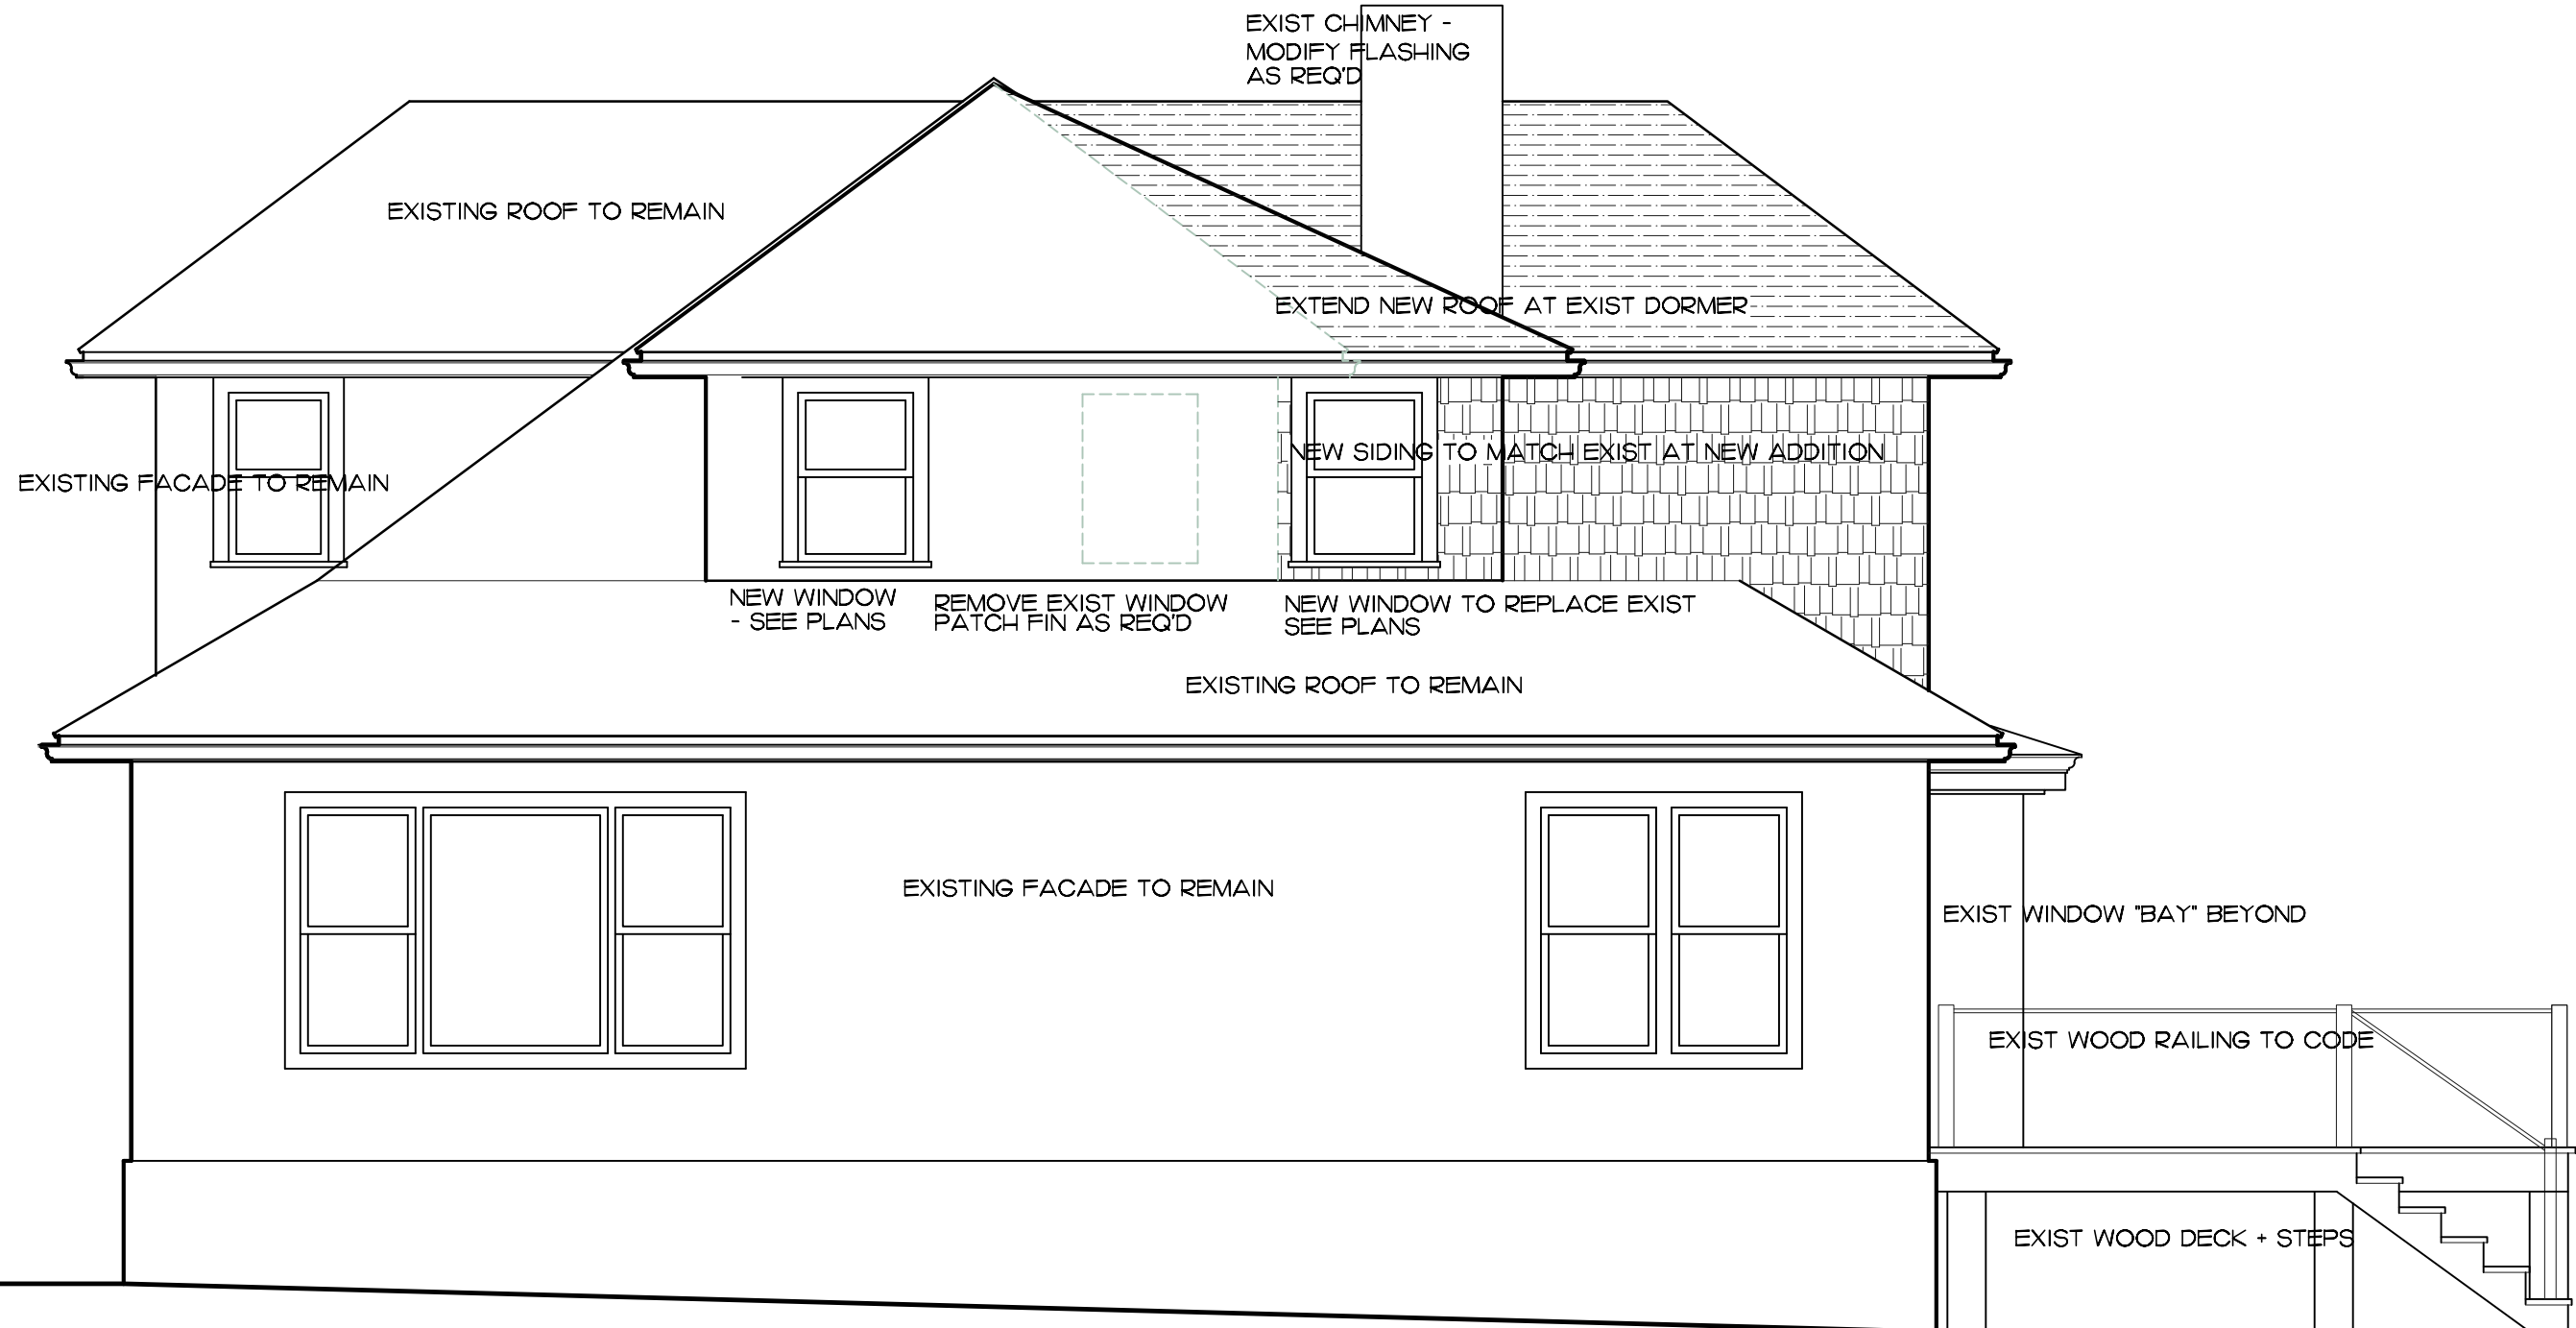 EXIST CHIMNEY -
MODIFY FLASHING
AS REQ'D
EXISTING ROOF TO REMAIN
EXTEND NEW ROOF AT EXIST DORMER
NEW SIDING TO MATCH EXIST AT NEW ADDITION
EXISTING FACADE TO REMAIN
NEW WINDOW
- SEE PLANS
REMOVE EXIST WINDOW
PATCH FIN AS REQ'D
NEW WINDOW TO REPLACE EXIST
SEE PLANS
EXISTING ROOF TO REMAIN
EXISTING FACADE TO REMAIN
EXIST WINDOW "BAY" BEYOND
EXIST WOOD RAILING TO CODE
EXIST WOOD DECK + STEPS